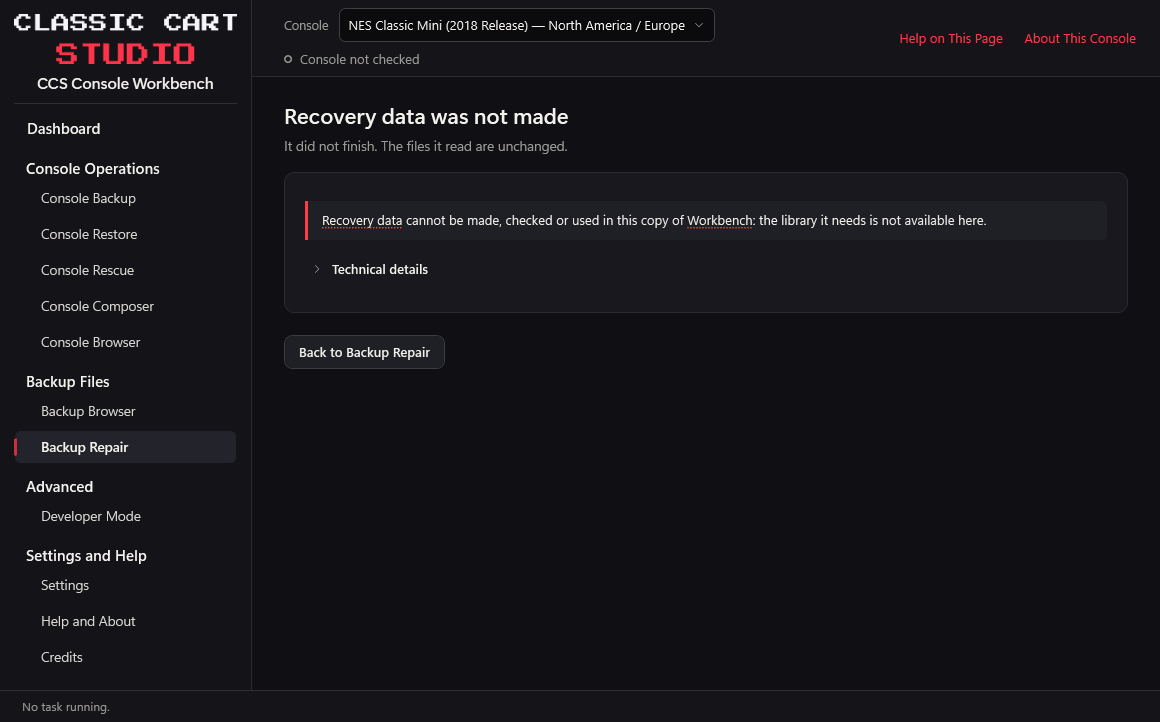 CLASSIC CART
STUDIO
CCS Console Workbench
Dashboard
Console Operations
Console Backup
Console Restore
Console Rescue
Console Composer
Console Browser
Backup Files
Backup Browser
Backup Repair
Advanced
Developer Mode
Settings and Help
Settings
Help and About
Credits
Console
NES Classic Mini (2018 Release) — North America / Europe
Console not checked
Help on This Page
About This Console
Recovery data was not made
It did not finish. The files it read are unchanged.
Recovery data cannot be made, checked or used in this copy of Workbench: the library it needs is not available here.
Technical details
Back to Backup Repair
No task running.